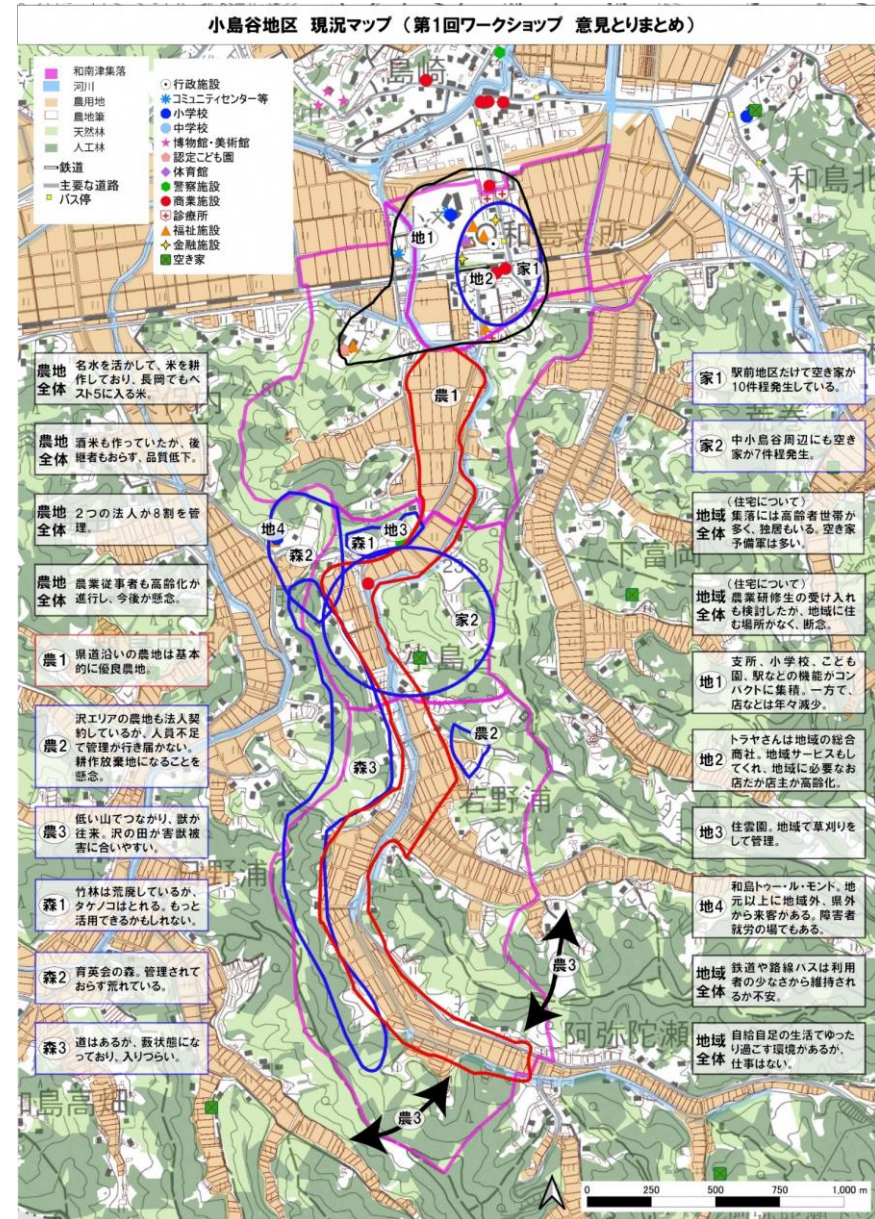 小島谷地区 現況マップ （第1回ワークショップ 意見とりまとめ）
和南津集落
河川
農用地
農地筆
天然林
人工林
鉄道
主要な道路
バス停
行政施設
コミュニティセンター等
小学校
中学校
博物館・美術館
認定こども園
体育館
警察施設
商業施設
診療所
福祉施設
金融施設
空き家
島崎
和島北
和島支所
地1
地2
家1
農1
農地
全体
名水を活かして、米を耕
作しており、長岡でもベ
スト5に入る米。
農地
全体
酒米も作っていたが、後
継者もおらず、品質低下。
農地
全体
２つの法人が８割を管
理。
農地
全体
農業従事者も高齢化が
進行し、今後が懸念。
農1
県道沿いの農地は基本
的に優良農地。
農2
沢エリアの農地も法人契
約しているが、人員不足
で管理が行き届かない。
耕作放棄地になることを
懸念。
農3
低い山でつながり、獣が
往来。沢の田が害獣被
害に合いやすい。
森1
竹林は荒廃しているが、
タケノコはとれる。もっと
活用できるかもしれない。
森2
育英会の森。管理されて
おらず荒れている。
森3
道はあるが、藪状態にな
っており、入りづらい。
地4
森2
森1
地3
家2
小島谷
下富岡
農2
森3
若野浦
日野浦
農3
阿弥陀瀬
農3
和島高畑
家1
駅前地区だけで空き家が
10件程発生している。
家2
中小島谷周辺にも空き
家が7件程発生。
地域
全体
（住宅について）
集落には高齢者世帯が
多く、独居もいる。空き家
予備軍は多い。
地域
全体
（住宅について）
農業研修生の受け入れ
も検討したが、地域に住
む場所がなく、断念。
地1
支所、小学校、こども
園、駅などの機能がコン
パクトに集積。一方で、
店などは年々減少。
地2
トラヤさんは地域の総合
商社。地域サービスもし
てくれ、地域に必要なお
店だが店主が高齢化。
地3
住雲園。地域で草刈りを
して管理。
地4
和島トゥー・ル・モンド。地
元以上に地域外、県外
から来客がある。障害者
就労の場でもある。
地域
全体
鉄道や路線バスは利用
者の少なさから維持され
るか不安。
地域
全体
自給自足の生活でゆった
り過ごす環境があるが、
仕事はない。
0 250 500 750 1,000 m